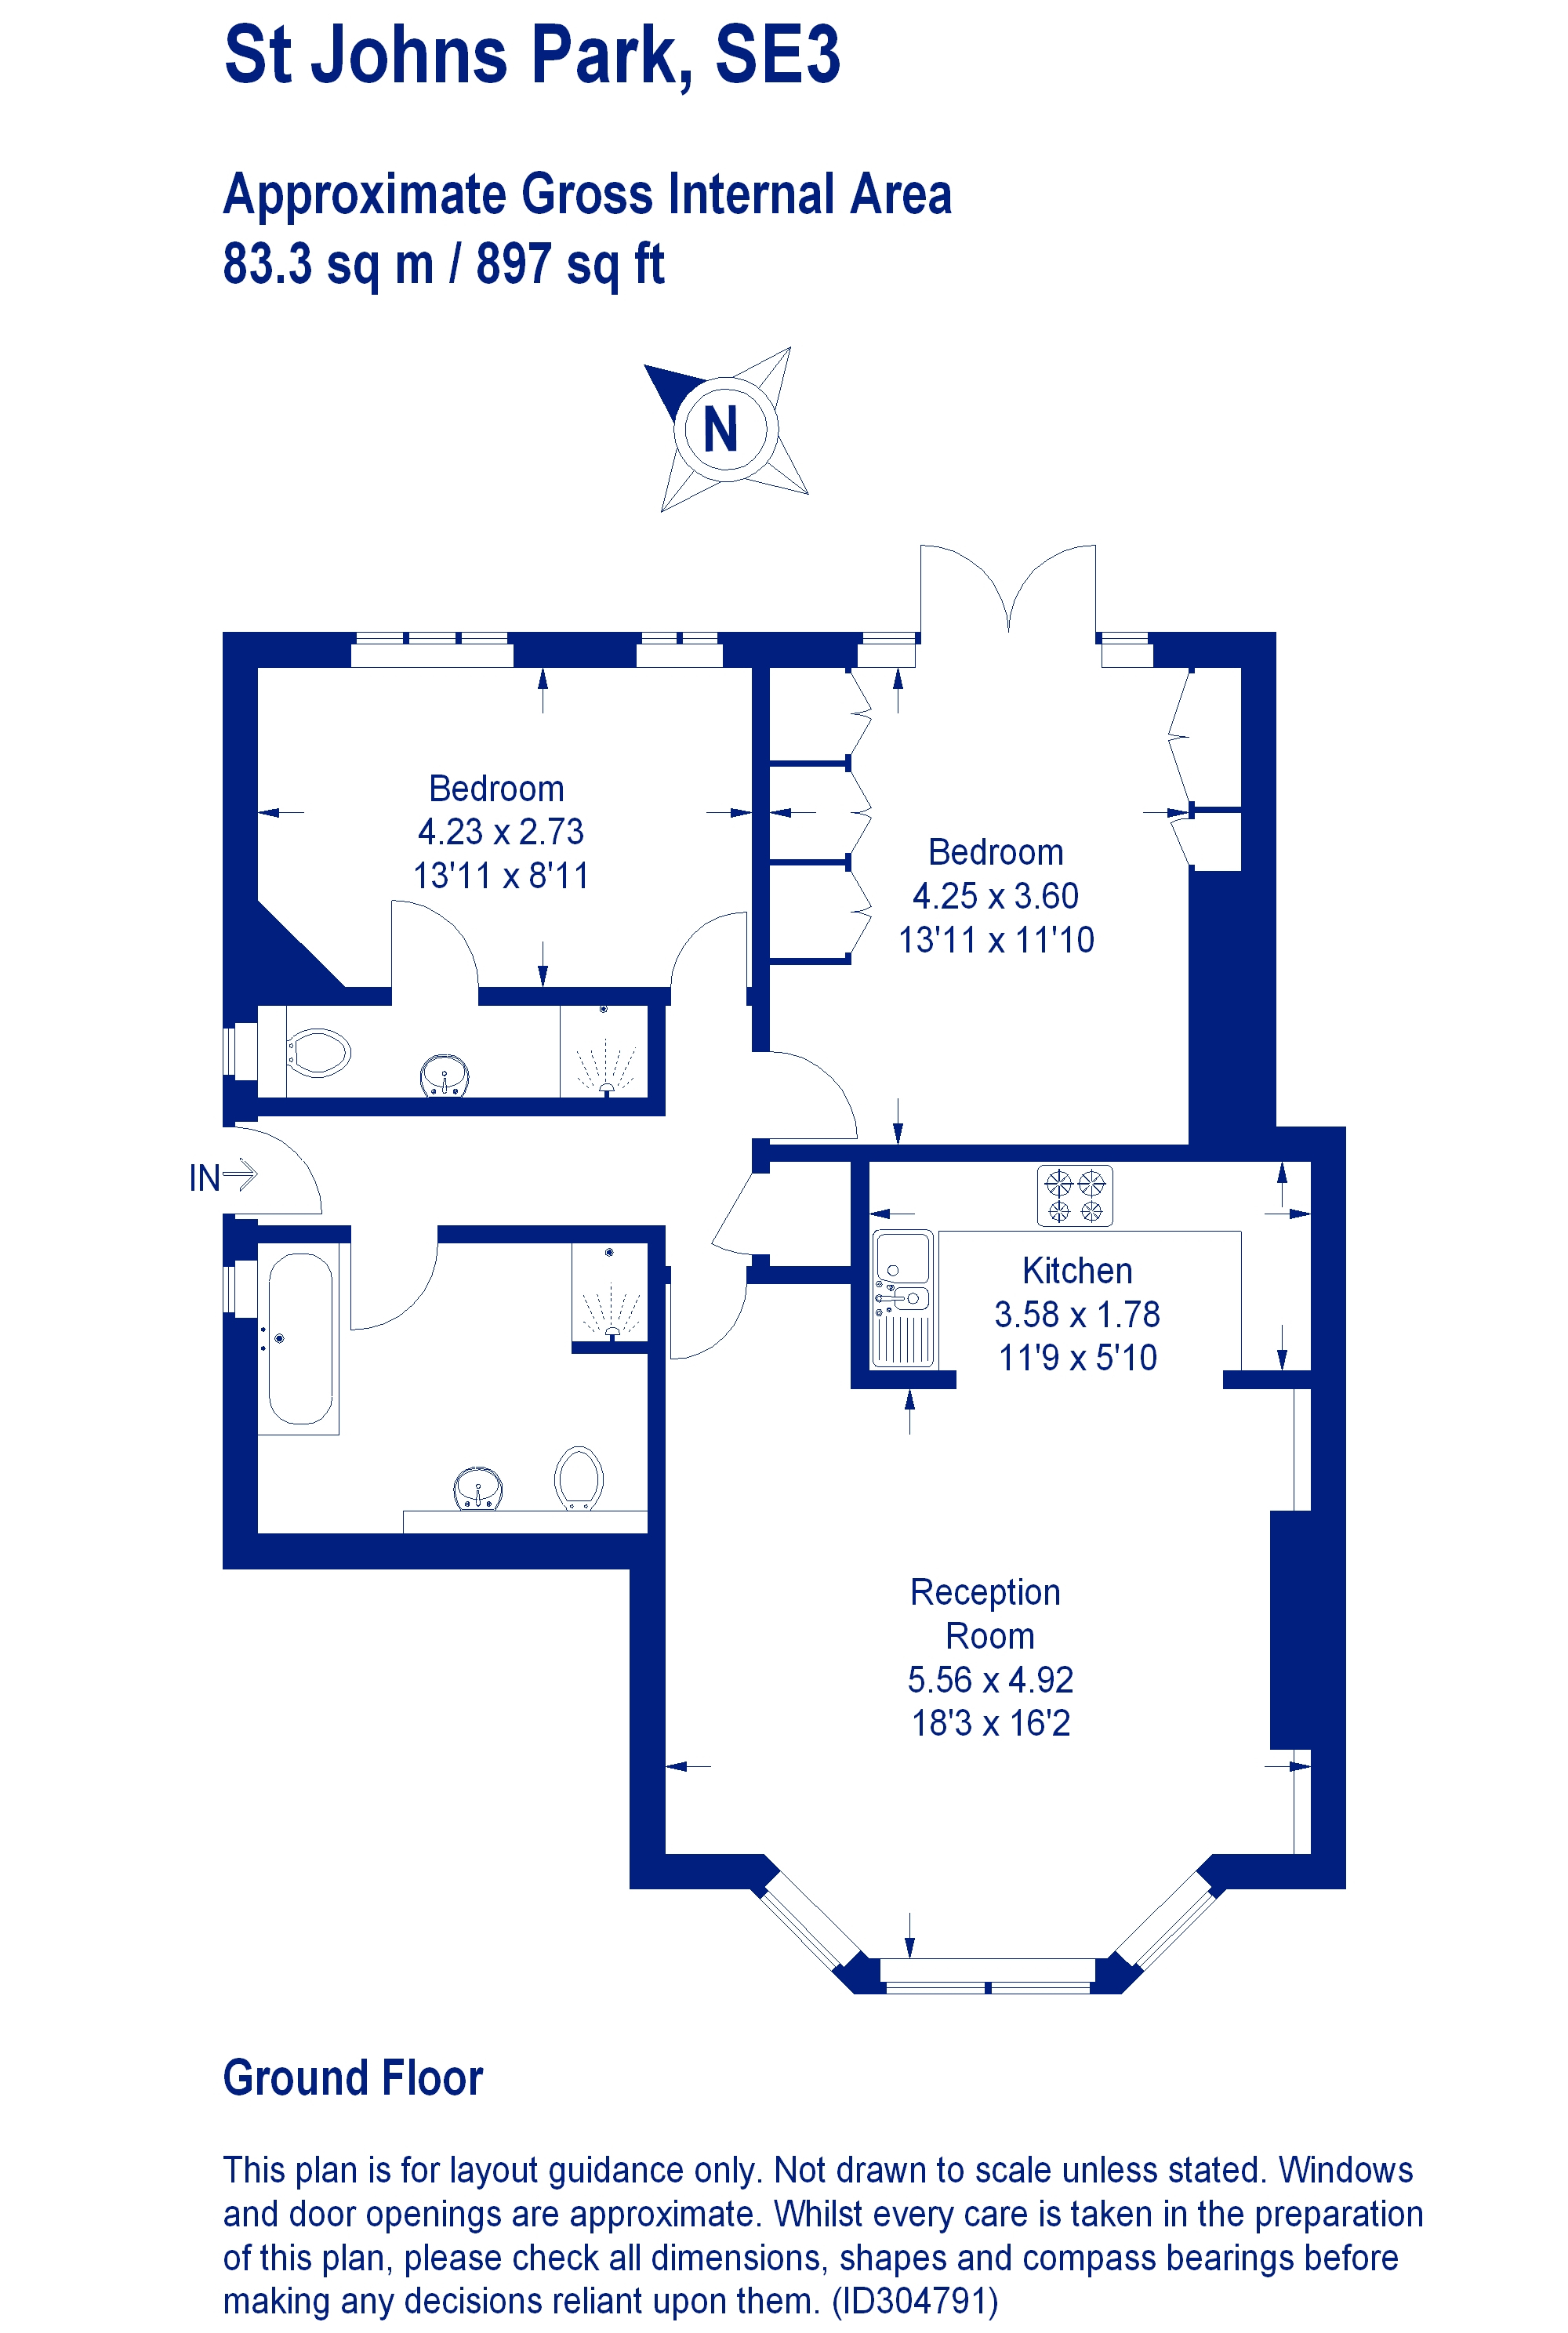 St Johns Park, SE3
Approximate Gross Internal Area
83.3 sq m / 897 sq ft
N
Bedroom
4.23 x 2.73
13'11 x 8'11
Bedroom
4.25 x 3.60
13'11 x 11'10
IN
Kitchen
3.58 x 1.78
11'9 x 5'10
Reception
Room
5.56 x 4.92
18'3 x 16'2
Ground Floor
This plan is for layout guidance only. Not drawn to scale unless stated. Windows
and door openings are approximate. Whilst every care is taken in the preparation
of this plan, please check all dimensions, shapes and compass bearings before
making any decisions reliant upon them. (ID304791)